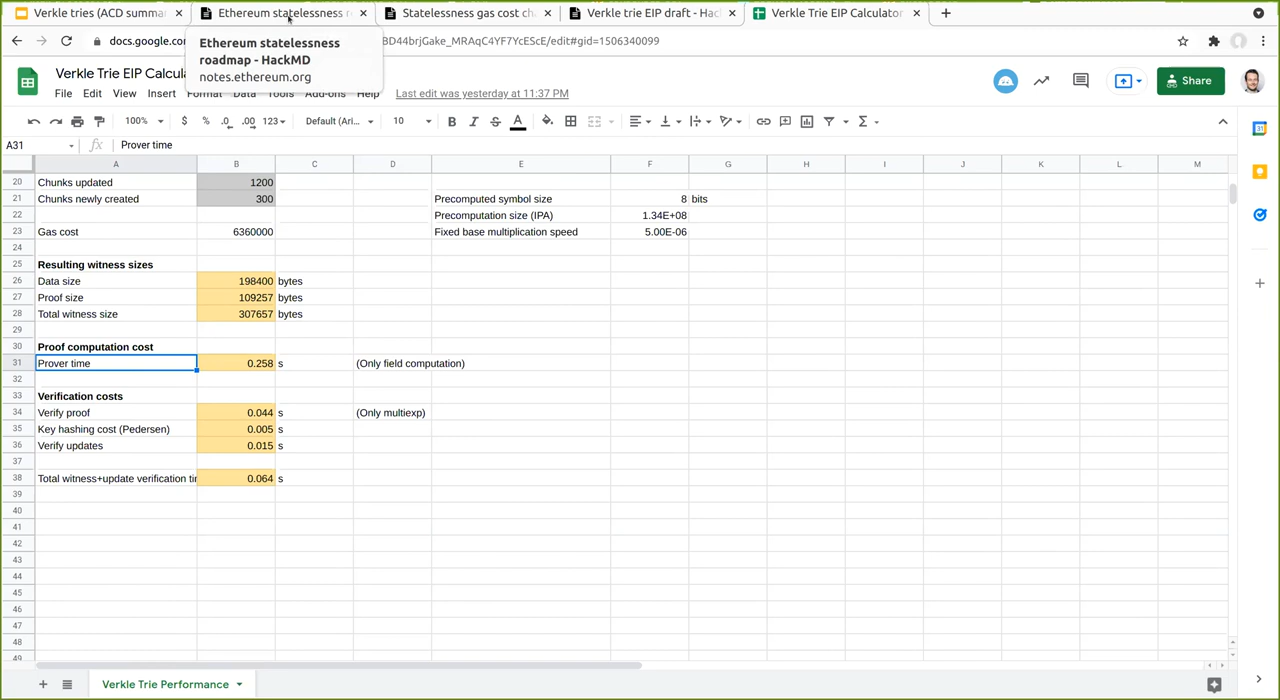 Verkle tries (ACD summa
Ethereum statelessness r
Statelessness gas cost ch
Verkle trie EIP draft - Hac
Verkle Trie EIP Calculator
docs.google.com
BD44brjGake_MRAqC4YF7YcEScE/edit#gid=1506340099
Ethereum statelessness
roadmap - HackMD
notes.ethereum.org
Verkle Trie EIP Calcula
File Edit View Insert Format Data Tools Add-ons Help
Last edit was yesterday at 11:37 PM
Share
100% $ % .0 .00 123 Default (Ari... 10 B I S A
A31 fx Prover time
A B C D E F G H I J K L M
20 Chunks updated 1200
21 Chunks newly created 300 Precomputed symbol size 8 bits
22 Precomputation size (IPA) 1.34E+08
23 Gas cost 6360000 Fixed base multiplication speed 5.00E-06
24
25 Resulting witness sizes
26 Data size 198400 bytes
27 Proof size 109257 bytes
28 Total witness size 307657 bytes
29
30 Proof computation cost
31 Prover time 0.258 s (Only field computation)
32
33 Verification costs
34 Verify proof 0.044 s (Only multiexp)
35 Key hashing cost (Pedersen) 0.005 s
36 Verify updates 0.015 s
37
38 Total witness+update verification ti 0.064 s
39
40
41
42
43
44
45
46
47
48
49
Verkle Trie Performance